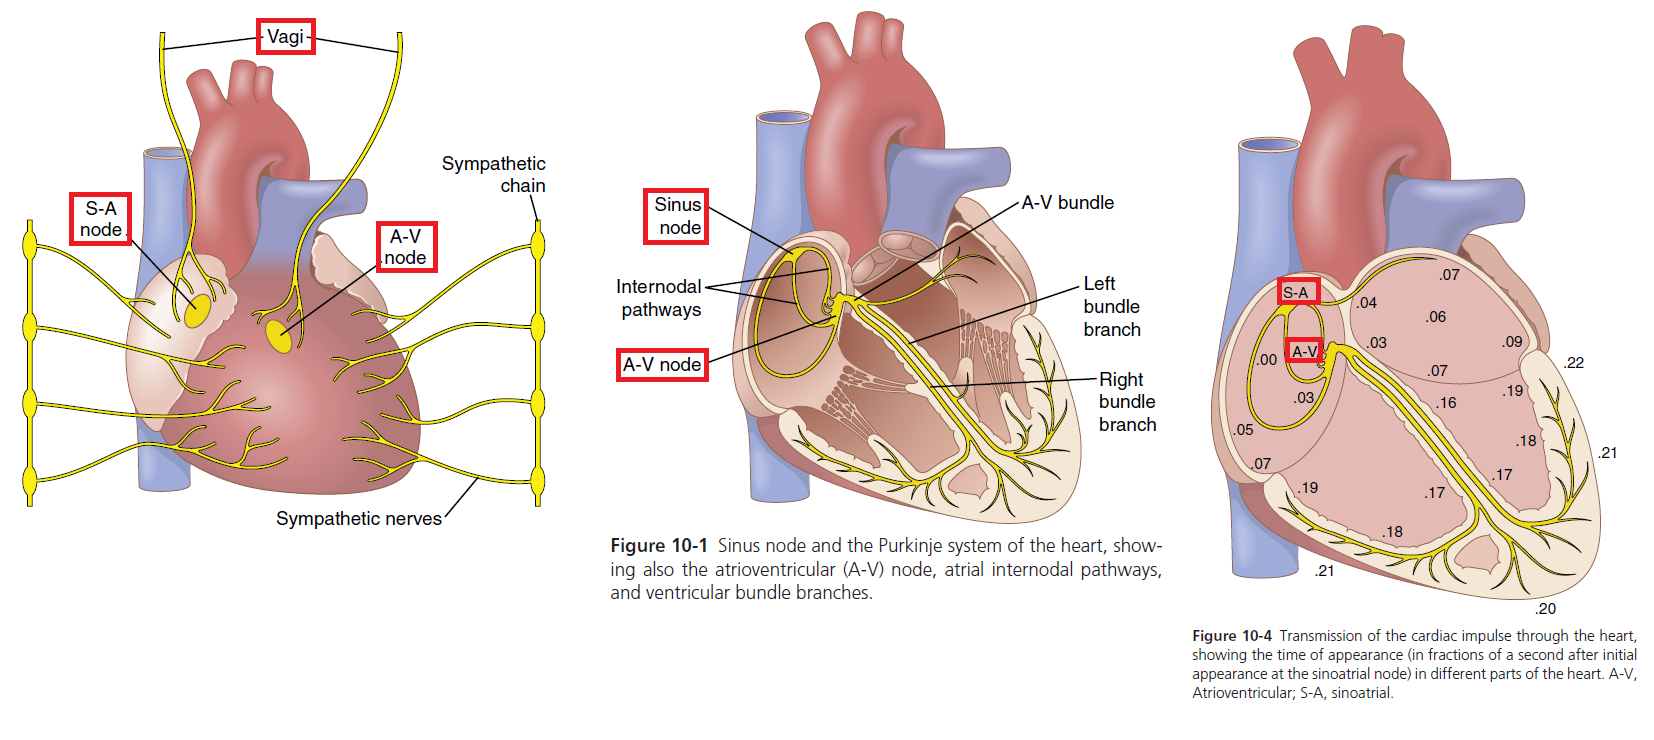 Vagi
Sympathetic
chain
S-A
node
A-V
node
Sympathetic nerves
Sinus
node
A-V bundle
Internodal
pathways
Left
bundle
branch
A-V node
Right
bundle
branch
Figure 10-1 Sinus node and the Purkinje system of the heart, show-
ing also the atrioventricular (A-V) node, atrial internodal pathways,
and ventricular bundle branches.
S-A
.07
.04
.06
.03
.09
A-V
.00
.07
.22
.03
.16
.19
.05
.18
.21
.07
.19
.17
.17
.18
.21
.20
Figure 10-4 Transmission of the cardiac impulse through the heart,
showing the time of appearance (in fractions of a second after initial
appearance at the sinoatrial node) in different parts of the heart. A-V,
Atrioventricular; S-A, sinoatrial.